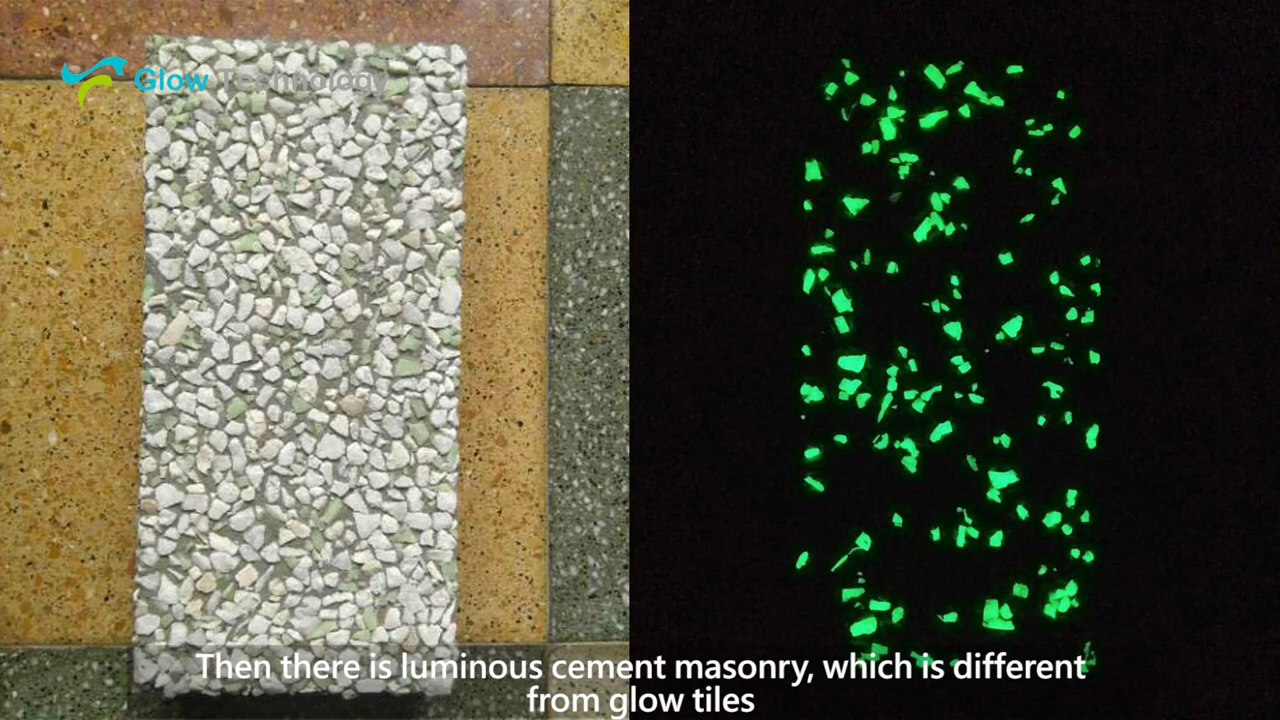 Glow Technology
Then there is luminous cement masonry, which is different
from glow tiles